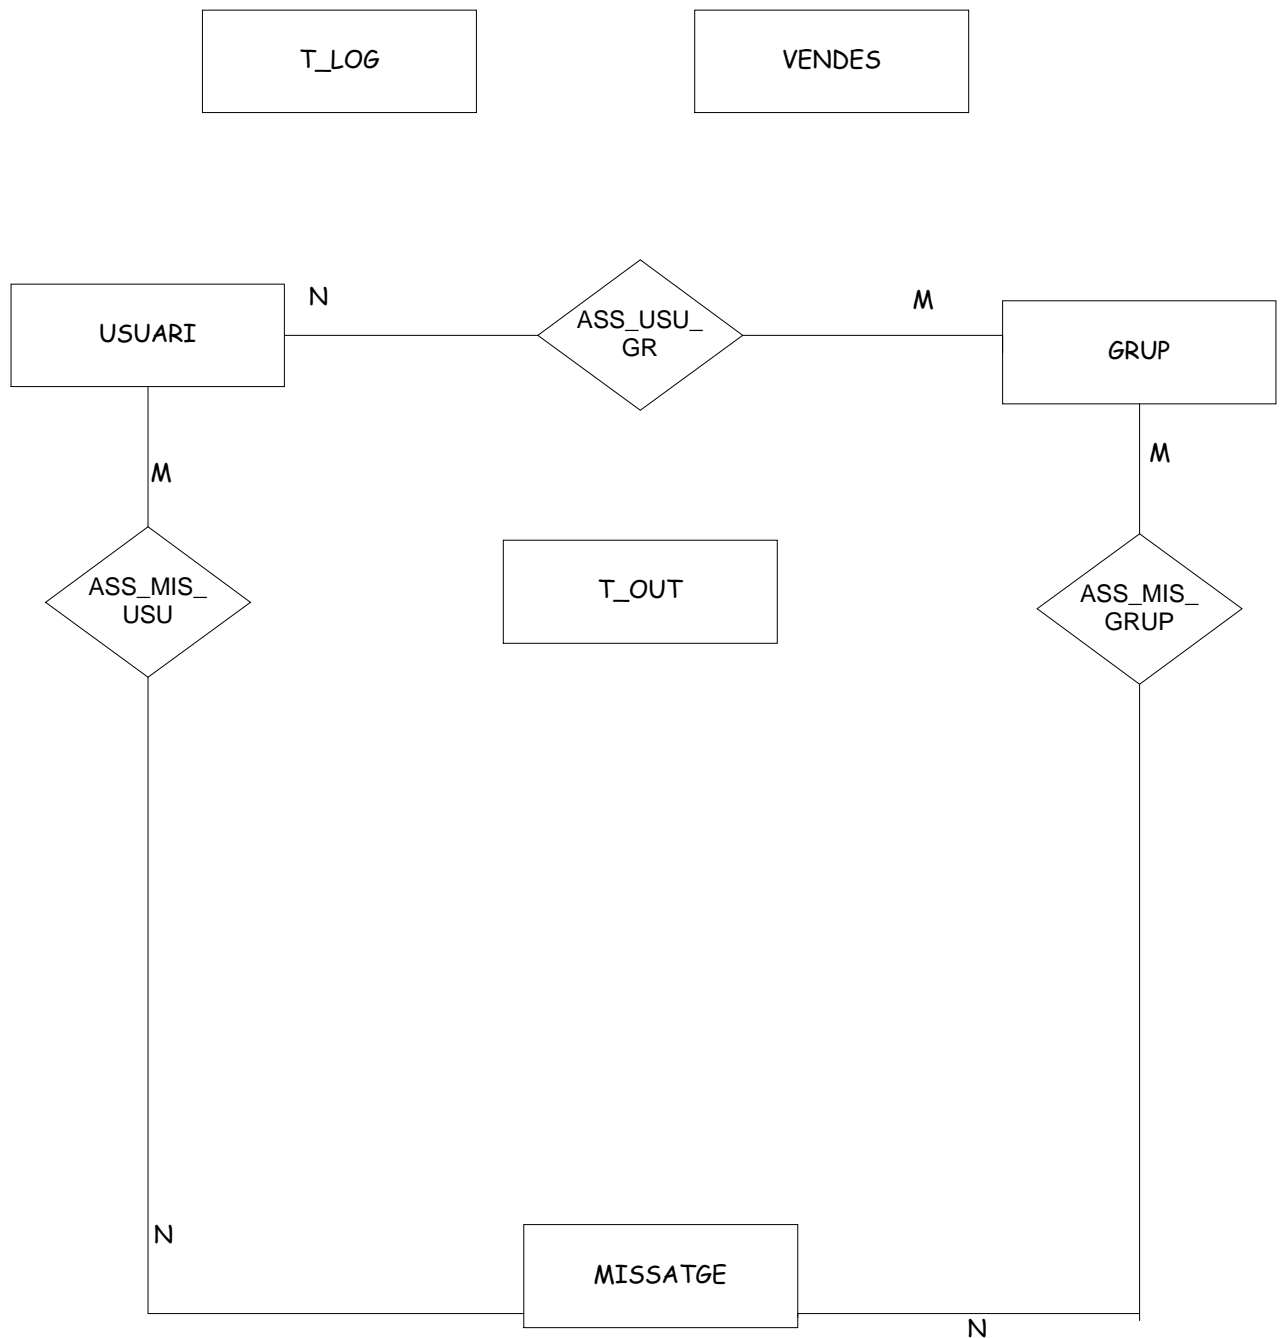 T_LOG
VENDES
N
M
USUARI
ASS_USU_
GR
GRUP
M
M
ASS_MIS_
USU
T_OUT
ASS_MIS_
GRUP
N
MISSATGE
N